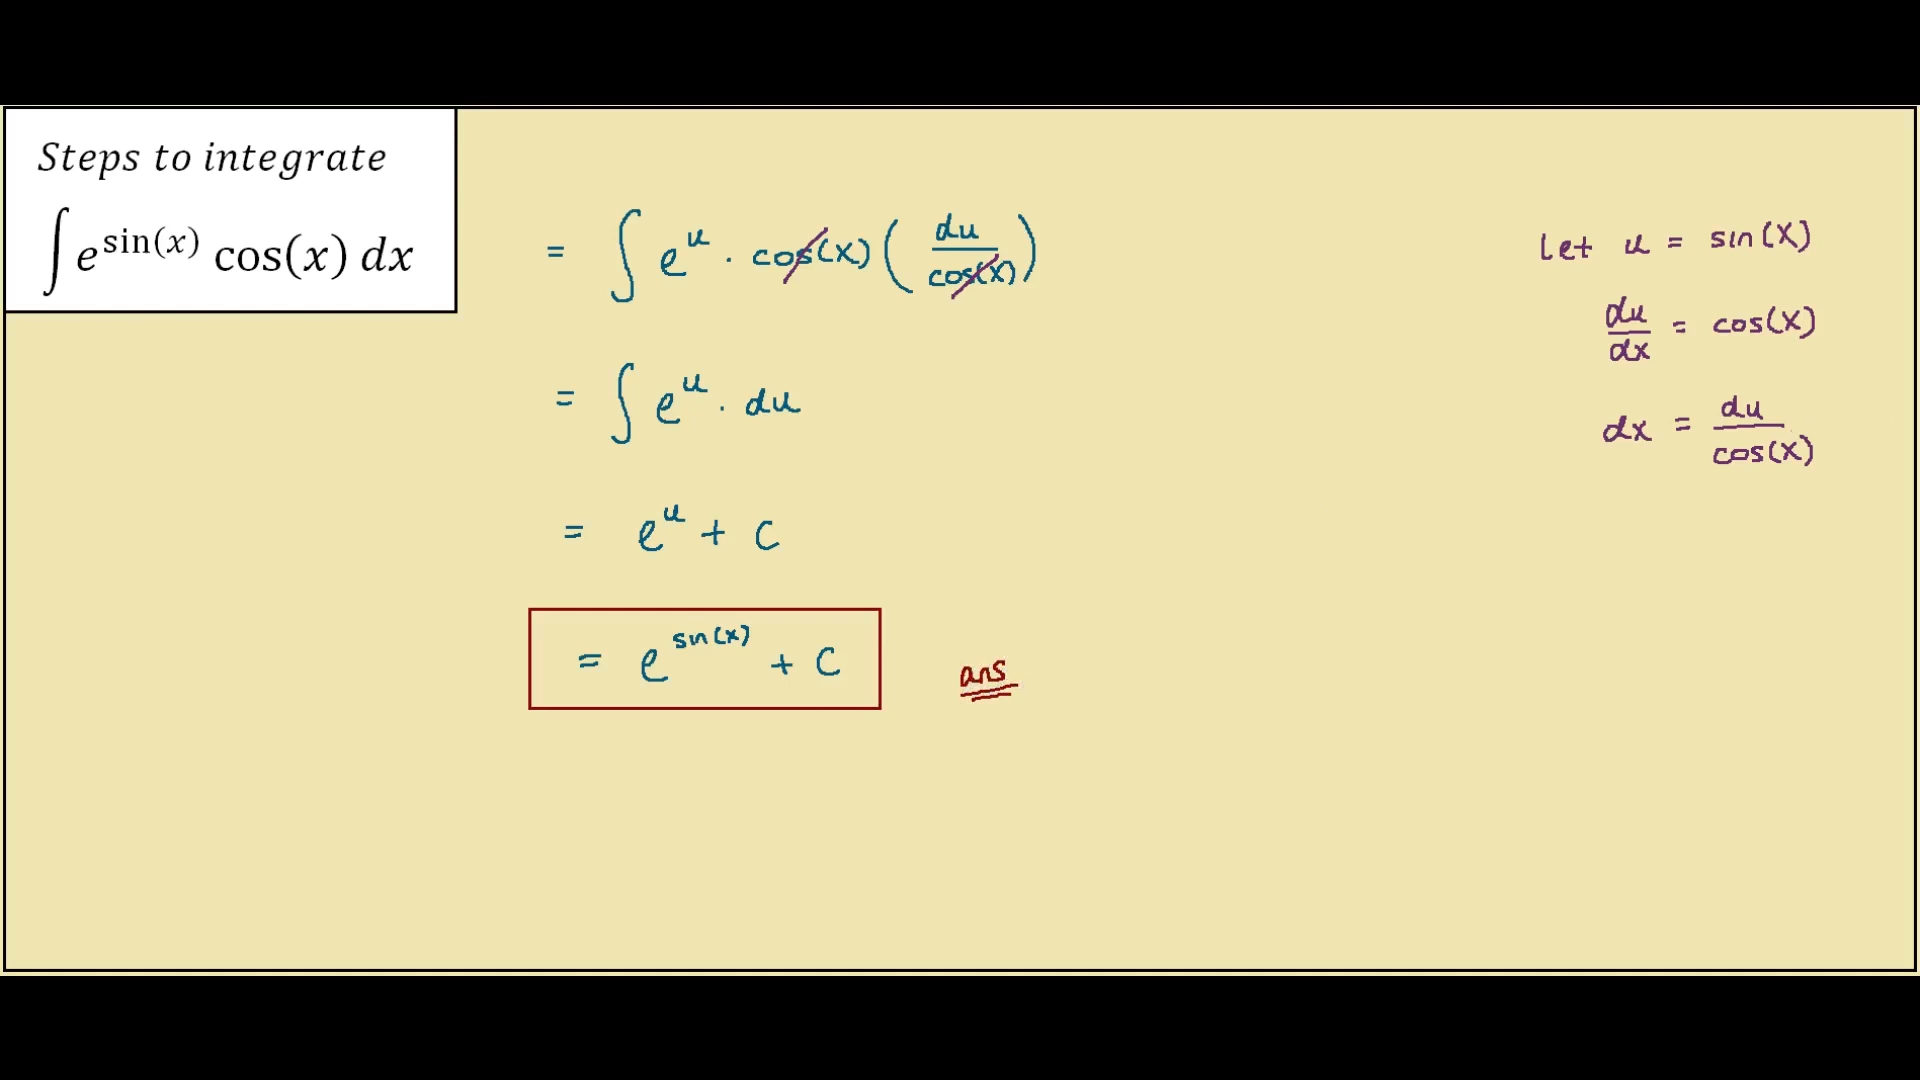 Steps to integrate
∫ e^sin(x) cos(x) dx
= ∫ e^u · cos(x) (du/cos(x))
= ∫ e^u · du
= e^u + c
= e^sin(x) + c
ans
let u = sin(x)
du/dx = cos(x)
dx = du/cos(x)